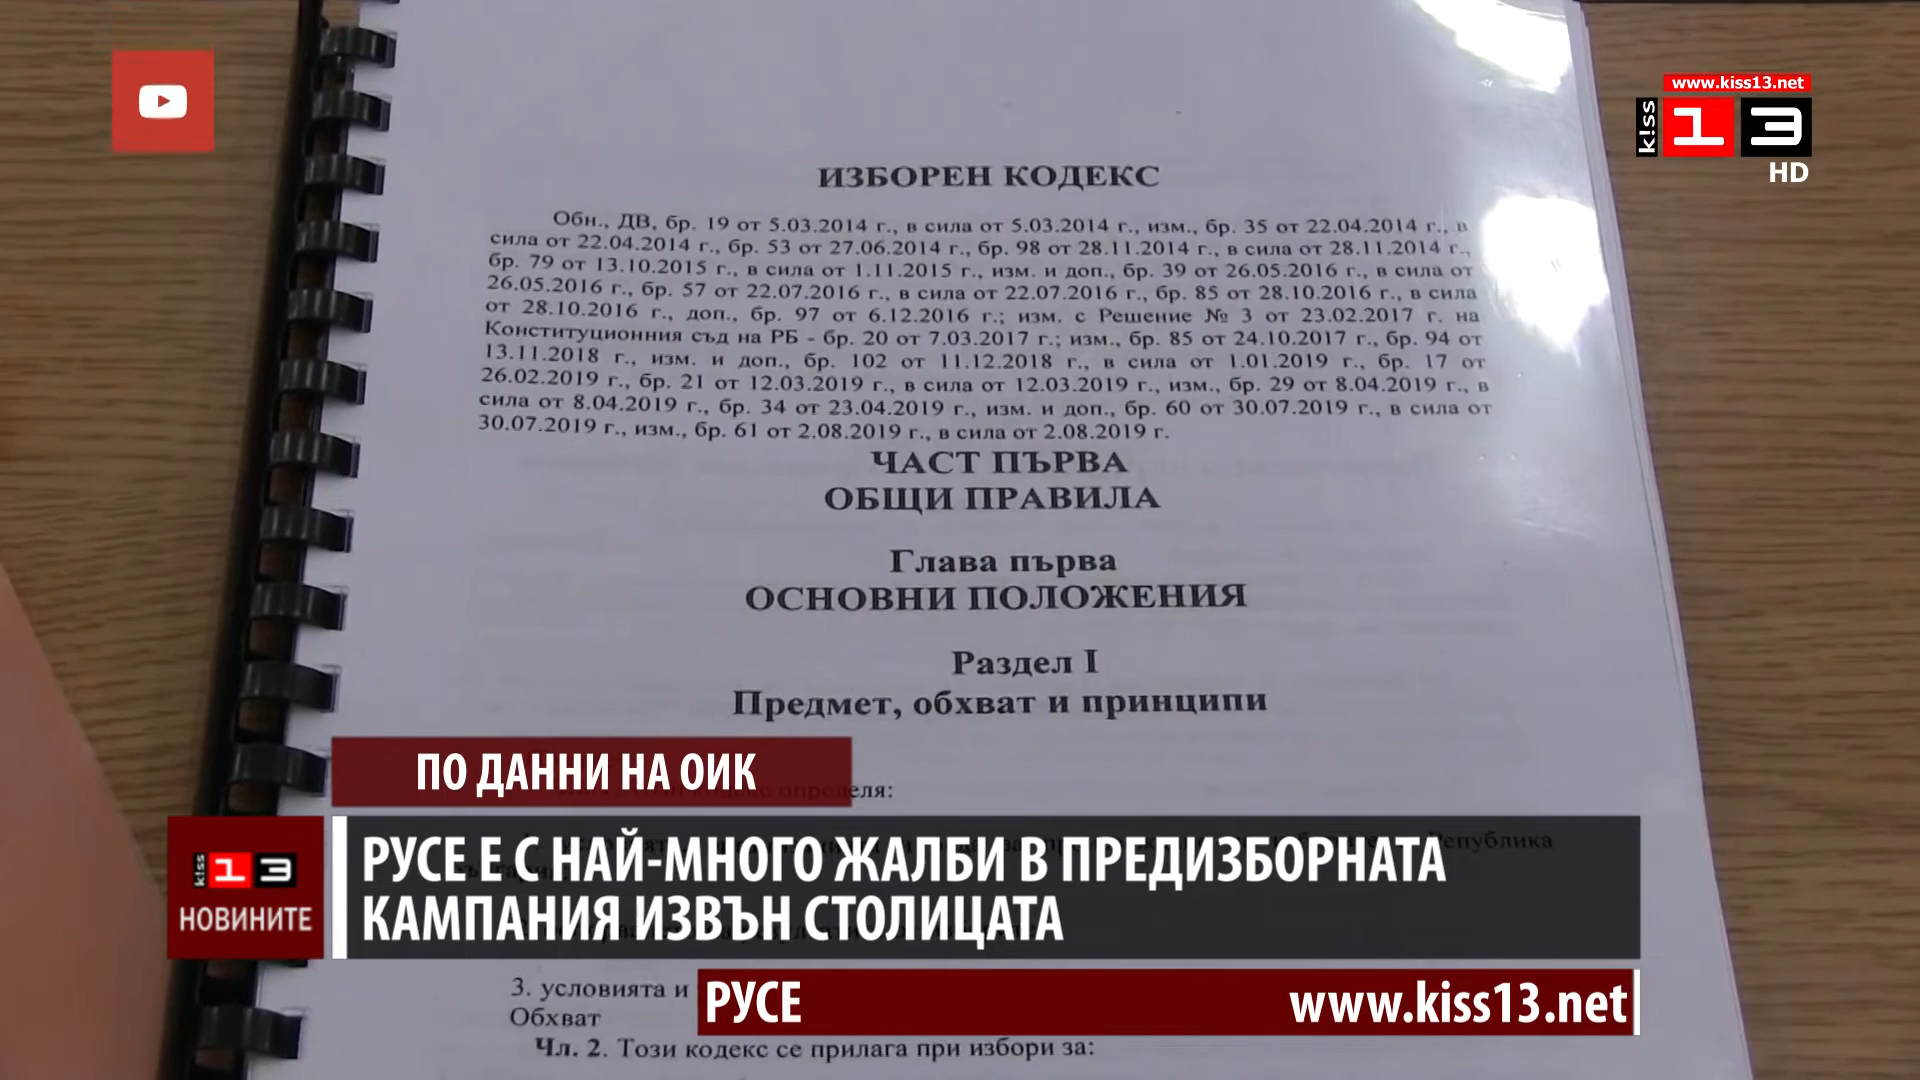 www.kiss13.net
k!ss 13
HD
ИЗБОРЕН КОДЕКС
Обн., ДВ, бр. 19 от 5.03.2014 г., в сила от 5.03.2014 г., изм., бр. 35 от 22.04.2014 г., в
сила от 22.04.2014 г., бр. 53 от 27.06.2014 г., бр. 98 от 28.11.2014 г., в сила от 28.11.2014 г.,
бр. 79 от 13.10.2015 г., в сила от 1.11.2015 г., изм. и доп., бр. 39 от 26.05.2016 г., в сила от
26.05.2016 г., бр. 57 от 22.07.2016 г., в сила от 22.07.2016 г., бр. 85 от 28.10.2016 г., в сила
от 28.10.2016 г., доп., бр. 97 от 6.12.2016 г.; изм. с Решение № 3 от 23.02.2017 г. на
Конституционния съд на РБ - бр. 20 от 7.03.2017 г.; изм., бр. 85 от 24.10.2017 г., бр. 94 от
13.11.2018 г., изм. и доп., бр. 102 от 11.12.2018 г., в сила от 1.01.2019 г., бр. 17 от
26.02.2019 г., бр. 21 от 12.03.2019 г., в сила от 12.03.2019 г., изм., бр. 29 от 8.04.2019 г., в
сила от 8.04.2019 г., бр. 34 от 23.04.2019 г., изм. и доп., бр. 60 от 30.07.2019 г., в сила от
30.07.2019 г., изм., бр. 61 от 2.08.2019 г., в сила от 2.08.2019 г.
ЧАСТ ПЪРВА
ОБЩИ ПРАВИЛА
Глава първа
ОСНОВНИ ПОЛОЖЕНИЯ
Раздел I
Предмет, обхват и принципи
ПО ДАННИ НА ОИК
РУСЕ Е С НАЙ-МНОГО ЖАЛБИ В ПРЕДИЗБОРНАТА
КАМПАНИЯ ИЗВЪН СТОЛИЦАТА
k!ss 13
НОВИНИТЕ
3. условията и
Обхват
РУСЕ www.kiss13.net
Чл. 2. Този кодекс се прилага при избори за: